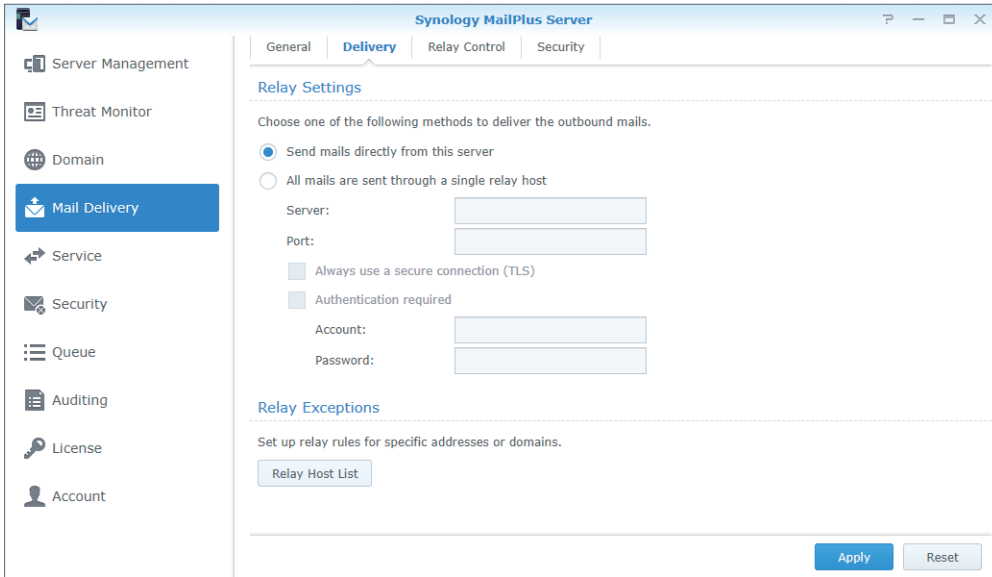 Synology MailPlus Server
Server Management
Threat Monitor
Domain
Mail Delivery
Service
Security
Queue
Auditing
License
Account
General Delivery Relay Control Security
Relay Settings
Choose one of the following methods to deliver the outbound mails.
Send mails directly from this server
All mails are sent through a single relay host
Server:
Port:
Always use a secure connection (TLS)
Authentication required
Account:
Password:
Relay Exceptions
Set up relay rules for specific addresses or domains.
Relay Host List
Apply Reset